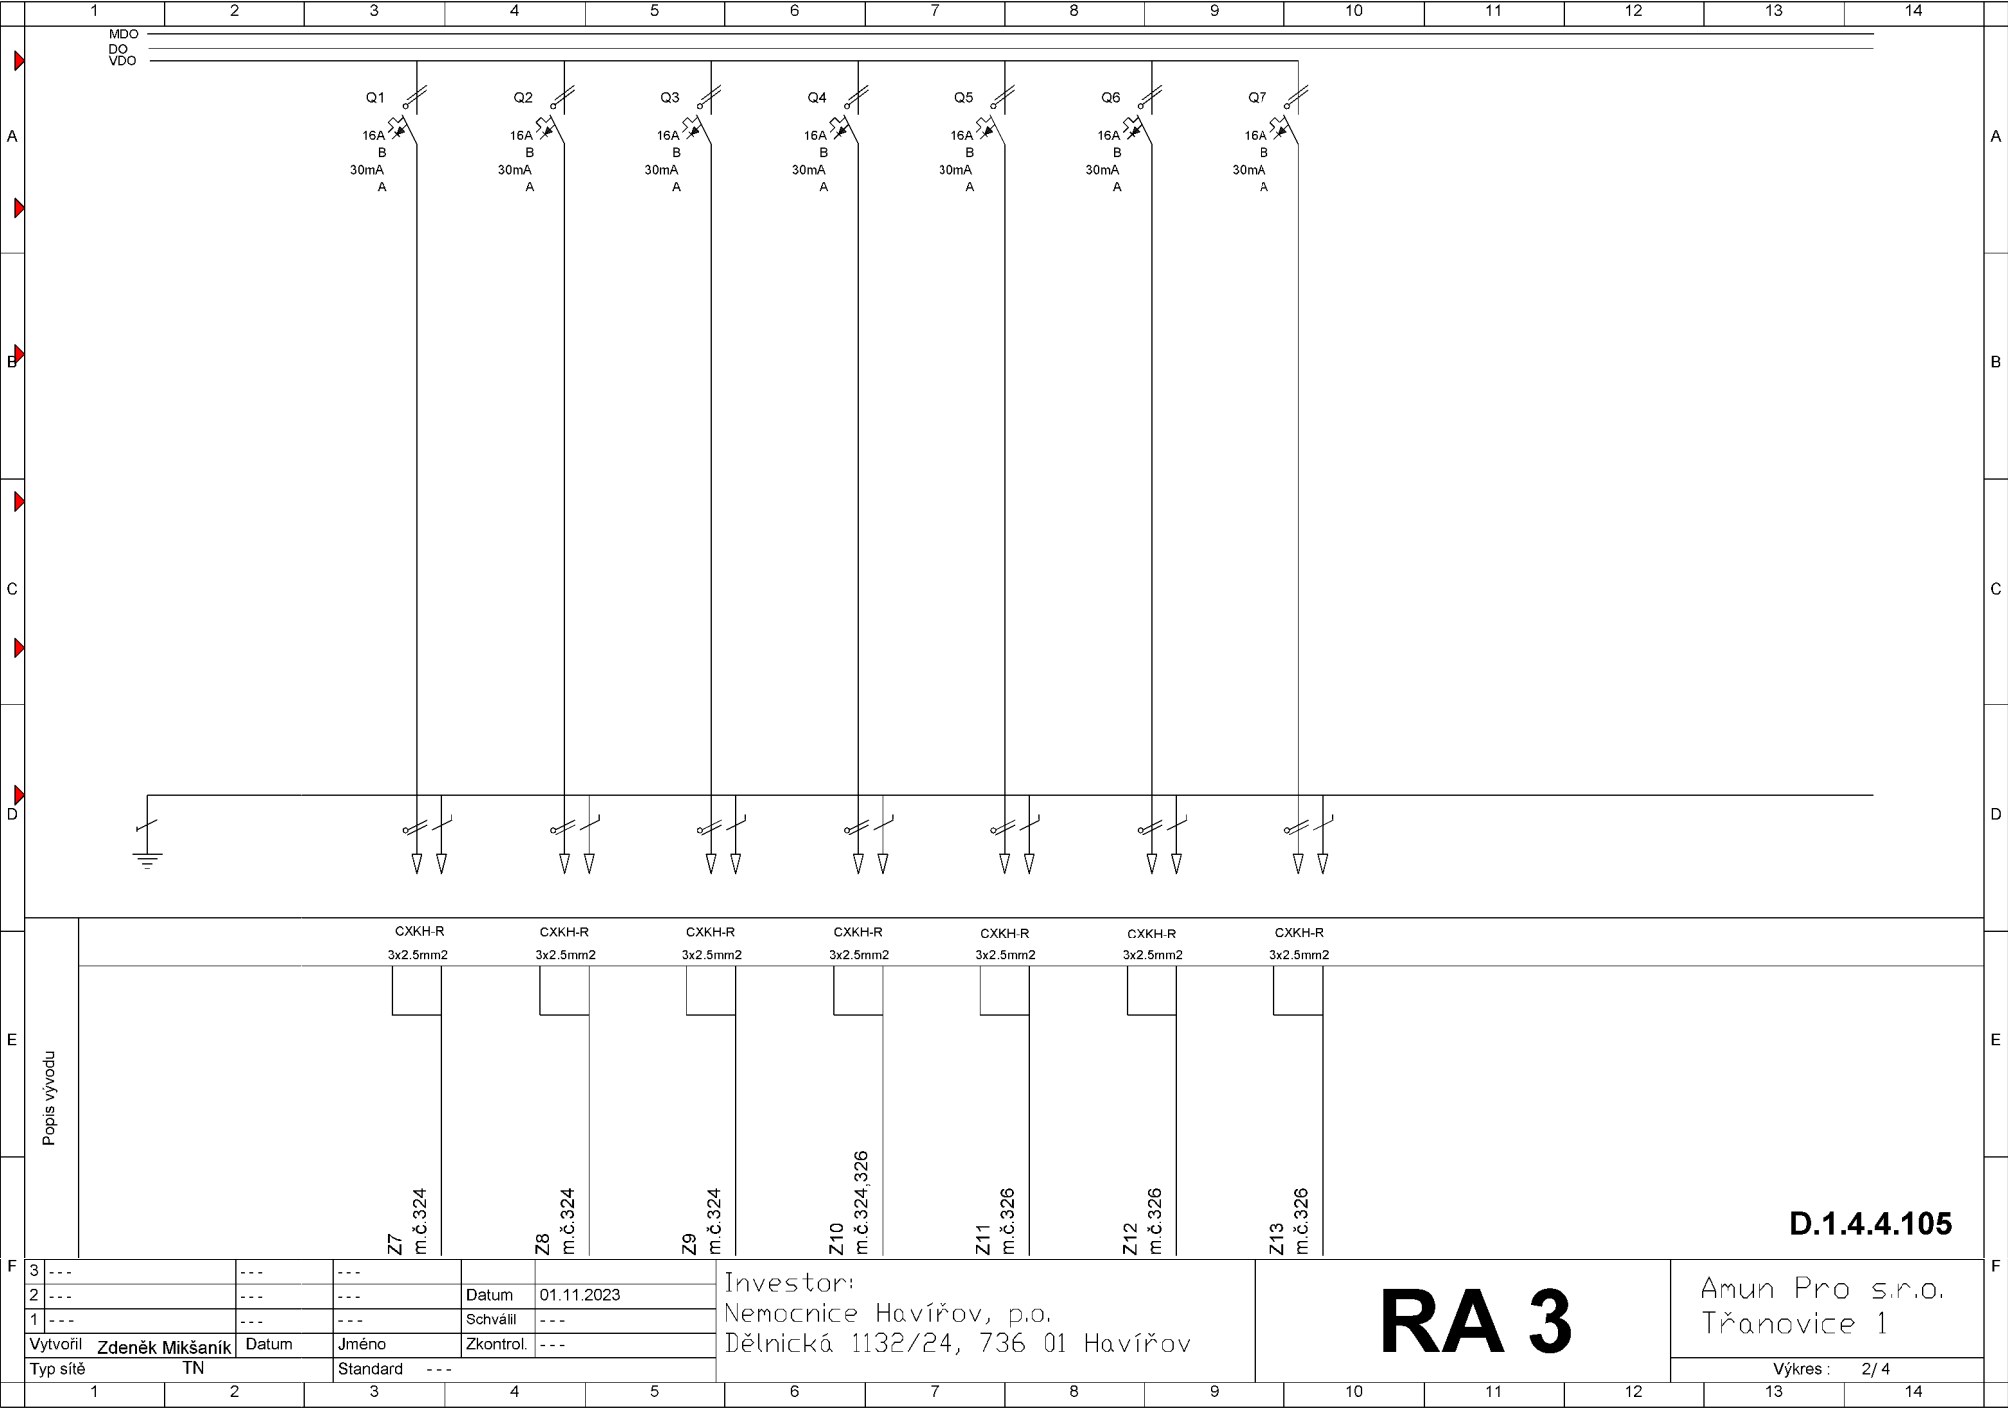 1 2 3 4 5 6 7 8 9 10 11 12 13 14
MDO
DO
VDO
Q1 Q2 Q3 Q4 Q5 Q6 Q7
A 16A 16A 16A 16A 16A 16A 16A A
B B B B B B B
30mA 30mA 30mA 30mA 30mA 30mA 30mA
A A A A A A A
B B
C C
D D
CXKH-R CXKH-R CXKH-R CXKH-R CXKH-R CXKH-R CXKH-R
3x2.5mm2 3x2.5mm2 3x2.5mm2 3x2.5mm2 3x2.5mm2 3x2.5mm2 3x2.5mm2
E E
Popis vývodu
Z7
m.č.324
Z8
m.č.324
Z9
m.č.324
Z10
m.č.324,326
Z11
m.č.326
Z12
m.č.326
Z13
m.č.326
D.1.4.4.105
F F
3 --- --- ---
2 --- --- --- Datum 01.11.2023
1 --- --- --- Schválil ---
Vytvořil Zdeněk Mikšaník Datum Jméno Zkontrol. ---
Typ sítě TN Standard ---
Investor:
Nemocnice Havířov, p.o.
Dělnická 1132/24, 736 01 Havířov
RA 3
Amun Pro s.r.o.
Třanovice 1
Výkres : 2/ 4
1 2 3 4 5 6 7 8 9 10 11 12 13 14